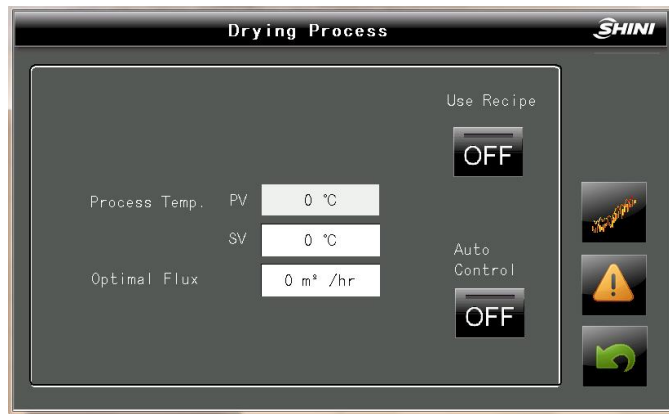 Drying Process
SHINI
Use Recipe
OFF
Process Temp. PV 0 °C
SV 0 °C
Auto
Control
Optimal Flux 0 m³ /hr
OFF